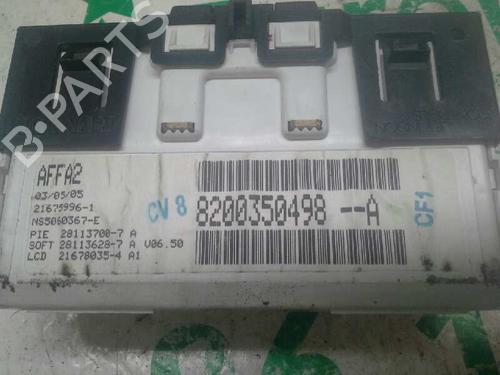 B-PARTS
AFFA2
03/05/05
21675996-1
NS5060367-E
PIE 28113700-7 A
SOFT 28113628-7 A V06.50
LCD 21678035-4 A1
CV 8
8200350498 --A
CF1